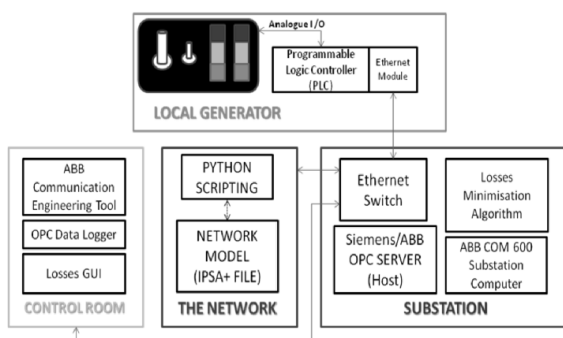 Analogue I/O
Programmable
Logic Controller
(PLC)
Ethernet
Module
LOCAL GENERATOR
ABB
Communication
Engineering Tool
OPC Data Logger
Losses GUI
CONTROL ROOM
PYTHON
SCRIPTING
NETWORK
MODEL
(IPSA+ FILE)
THE NETWORK
Ethernet
Switch
Losses
Minimisation
Algorithm
Siemens/ABB
OPC SERVER
(Host)
ABB COM 600
Substation
Computer
SUBSTATION